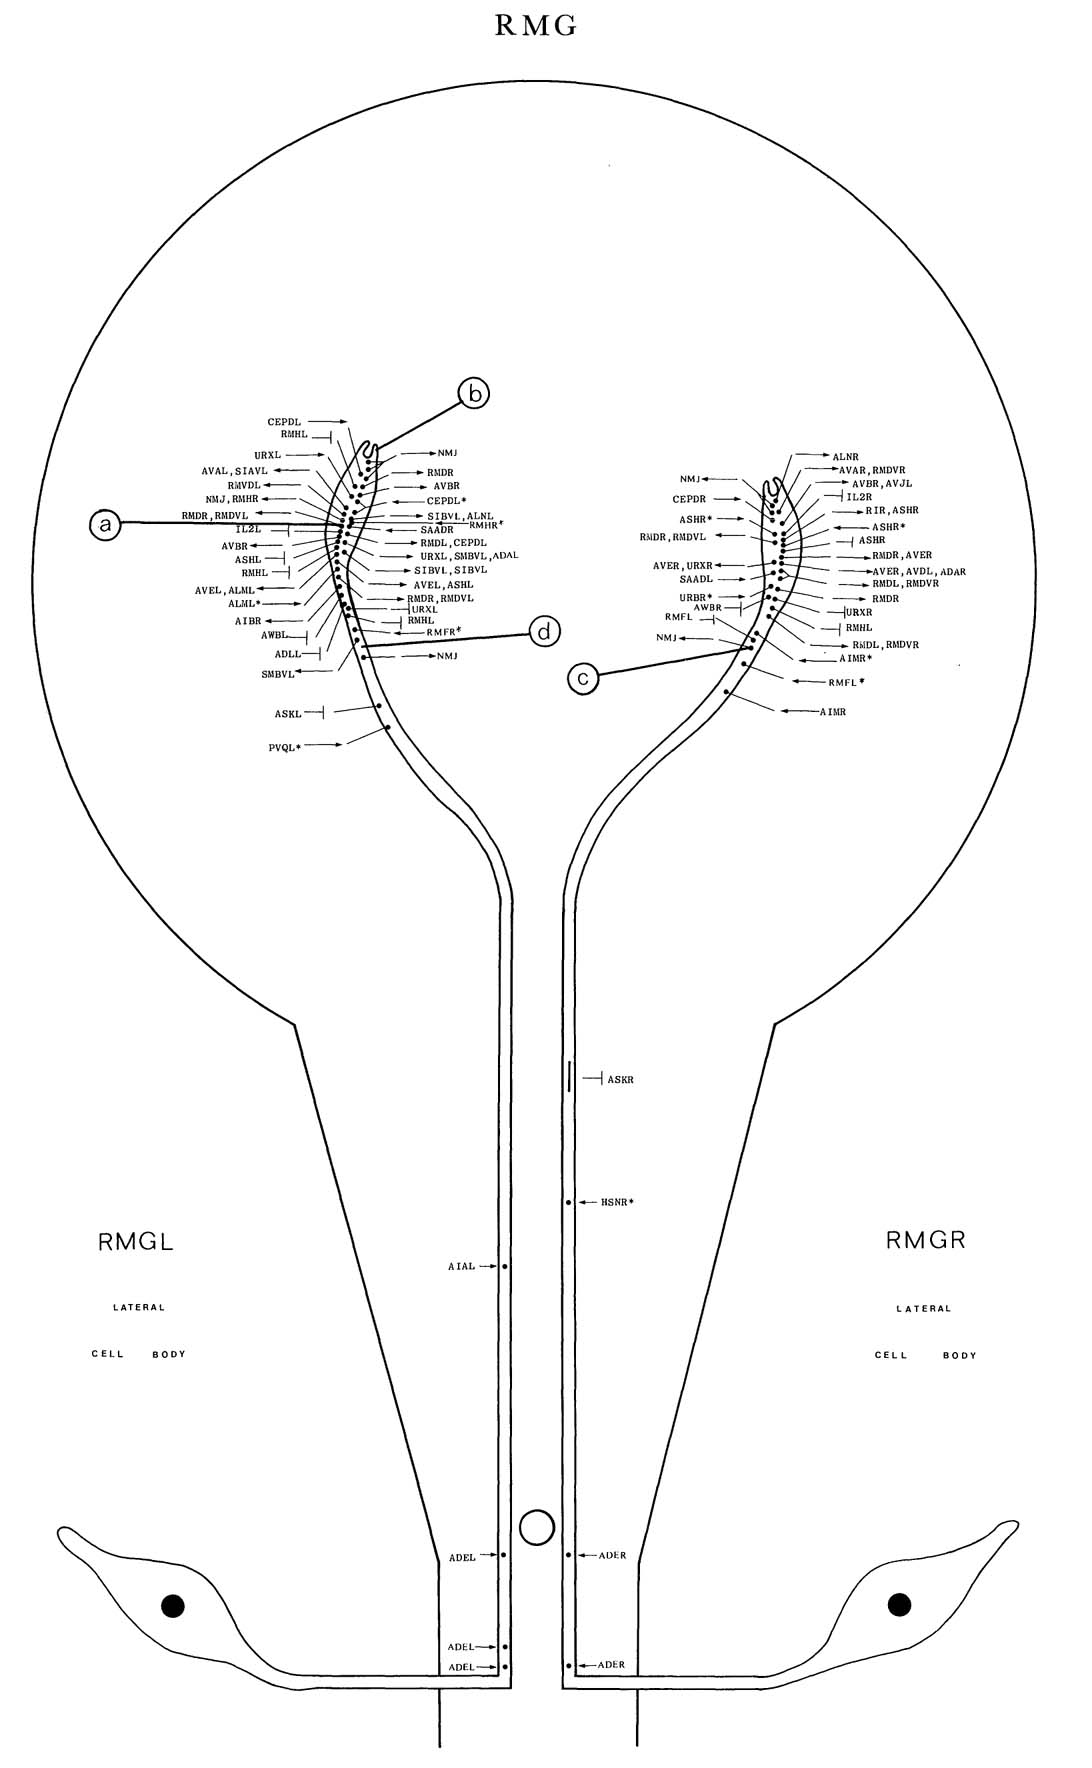 RMG
b
CEPDL
RMHL
URXL
AVAL, SIAVL
RMVDL
NMJ, RMHR
RMDR, RMDVL
a
IL2L
AVBR
ASHL
RMHL
AVEL, ALML
ALML*
AIBR
AWBL
ADLL
SMBVL
ASKL
PVQL*
NMJ
RMDR
AVBR
CEPDL*
SIBVL, ALNL
RMHR*
SAADR
RMDL, CEPDL
URXL, SMBVL, ADAL
SIBVL, SIBVL
AVEL, ASHL
RMDR, RMDVL
URXL
RMHL
RMFR*
d
NMJ
NMJ
CEPDR
ASHR*
RMDR, RMDVL
AVER, URXR
SAADL
URBR*
AWBR
RMFL
NMJ
c
ALNR
AVAR, RMDVR
AVBR, AVJL
IL2R
RIR, ASHR
ASHR*
ASHR
RMDR, AVER
AVER, AVDL, ADAR
RMDL, RMDVR
RMDR
URXR
RMHL
RMDL, RMDVR
AIMR*
RMFL*
AIMR
ASKR
HSNR*
RMGL
LATERAL
CELL BODY
AIAL
RMGR
LATERAL
CELL BODY
ADEL
ADER
ADEL
ADEL
ADER